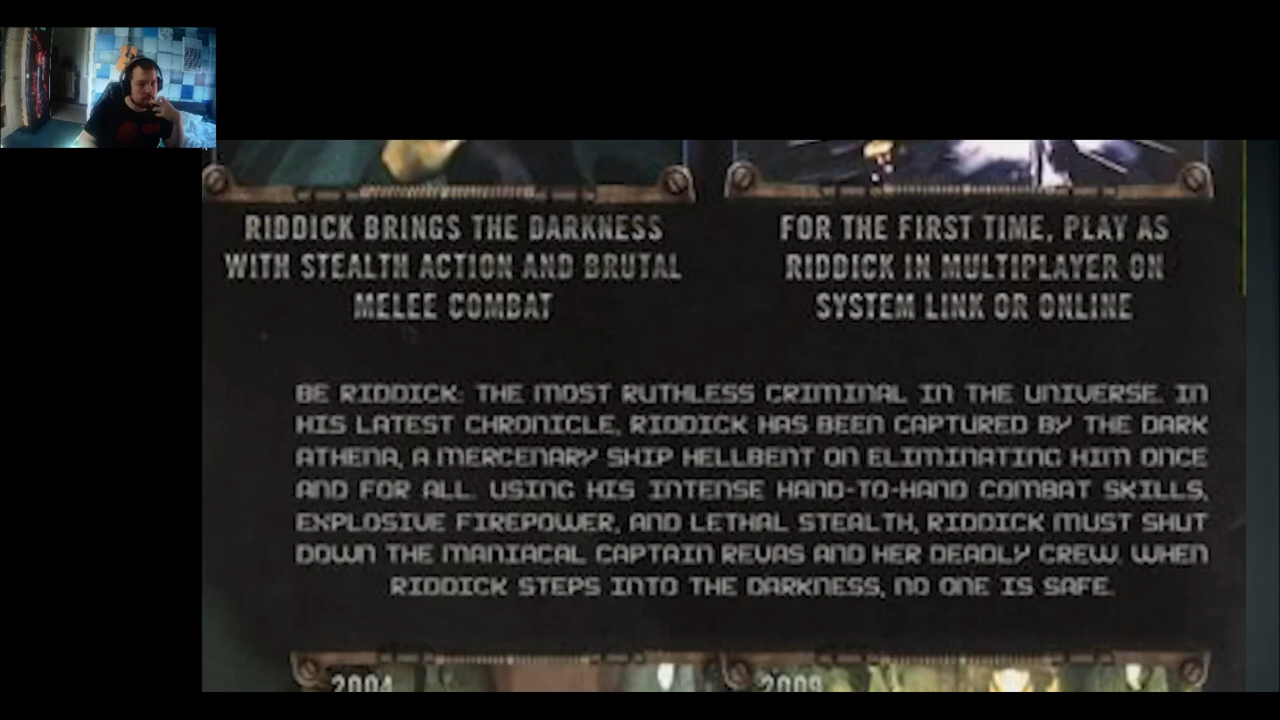 RIDDICK BRINGS THE DARKNESS
WITH STEALTH ACTION AND BRUTAL
MELEE COMBAT
FOR THE FIRST TIME, PLAY AS
RIDDICK IN MULTIPLAYER ON
SYSTEM LINK OR ONLINE
BE RIDDICK: THE MOST RUTHLESS CRIMINAL IN THE UNIVERSE. IN
HIS LATEST CHRONICLE, RIDDICK HAS BEEN CAPTURED BY THE DARK
ATHENA, A MERCENARY SHIP HELLBENT ON ELIMINATING HIM ONCE
AND FOR ALL. USING HIS INTENSE HAND-TO-HAND COMBAT SKILLS,
EXPLOSIVE FIREPOWER, AND LETHAL STEALTH, RIDDICK MUST SHUT
DOWN THE MANIACAL CAPTAIN REVAS AND HER DEADLY CREW. WHEN
RIDDICK STEPS INTO THE DARKNESS, NO ONE IS SAFE.
2004
2009